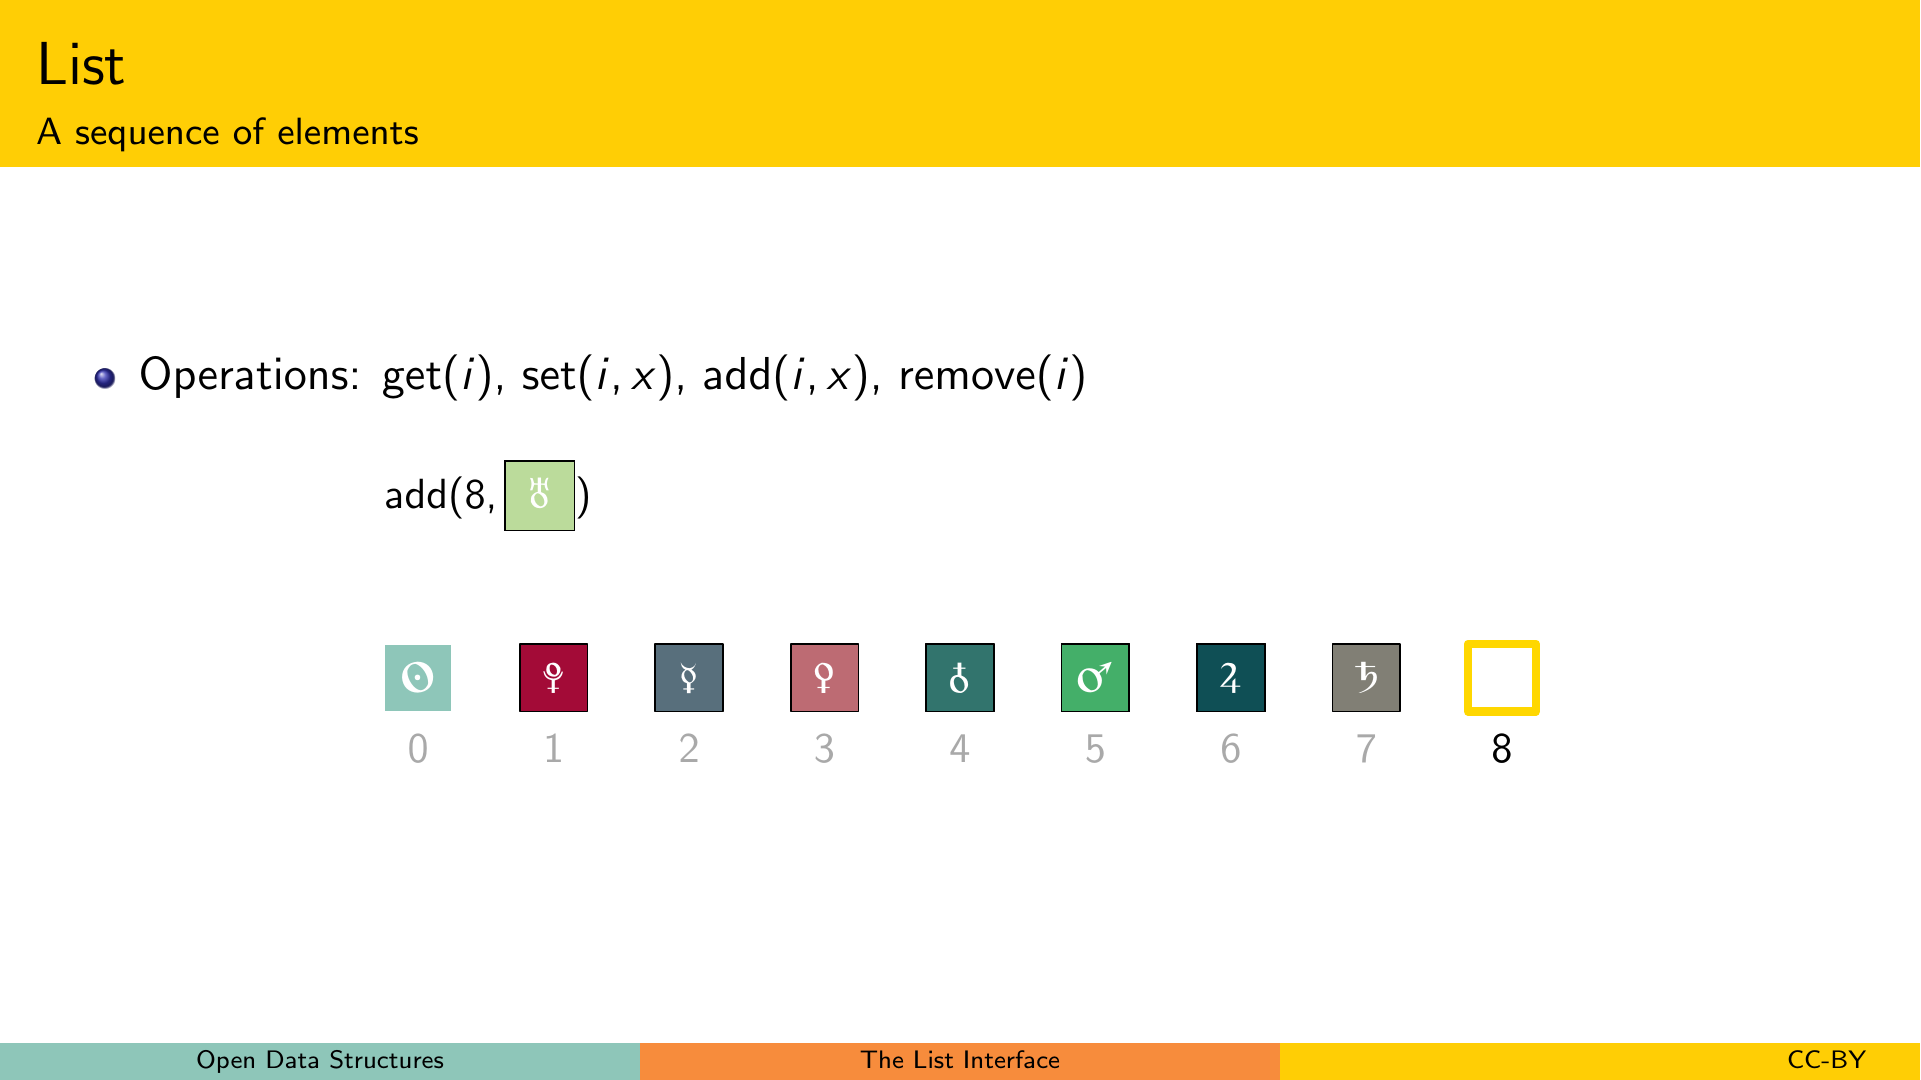 List
A sequence of elements
Operations: get(i), set(i, x), add(i, x), remove(i)
add(8, ♅)
☉ ♇ ☿ ♀ ♁ ♂ ♃ ♄
0 1 2 3 4 5 6 7 8
Open Data Structures The List Interface CC-BY